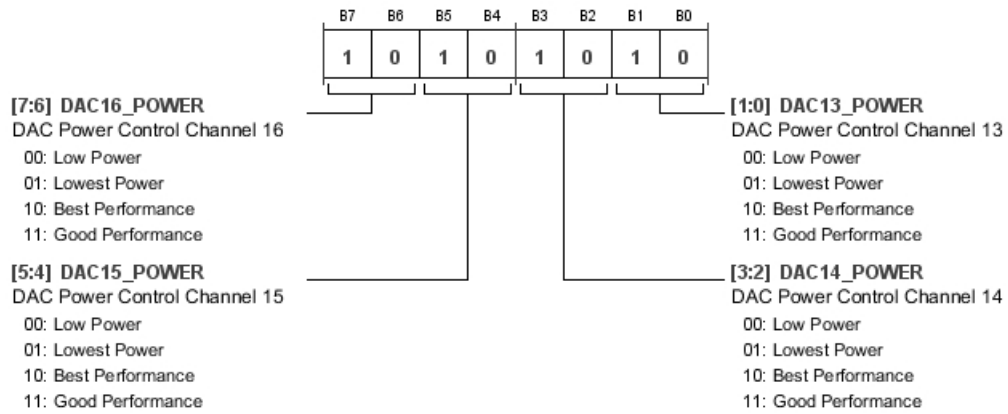 B7 B6 B5 B4 B3 B2 B1 B0
1 0 1 0 1 0 1 0
[7:6] DAC16_POWER
DAC Power Control Channel 16
00: Low Power
01: Lowest Power
10: Best Performance
11: Good Performance
[5:4] DAC15_POWER
DAC Power Control Channel 15
00: Low Power
01: Lowest Power
10: Best Performance
11: Good Performance
[1:0] DAC13_POWER
DAC Power Control Channel 13
00: Low Power
01: Lowest Power
10: Best Performance
11: Good Performance
[3:2] DAC14_POWER
DAC Power Control Channel 14
00: Low Power
01: Lowest Power
10: Best Performance
11: Good Performance